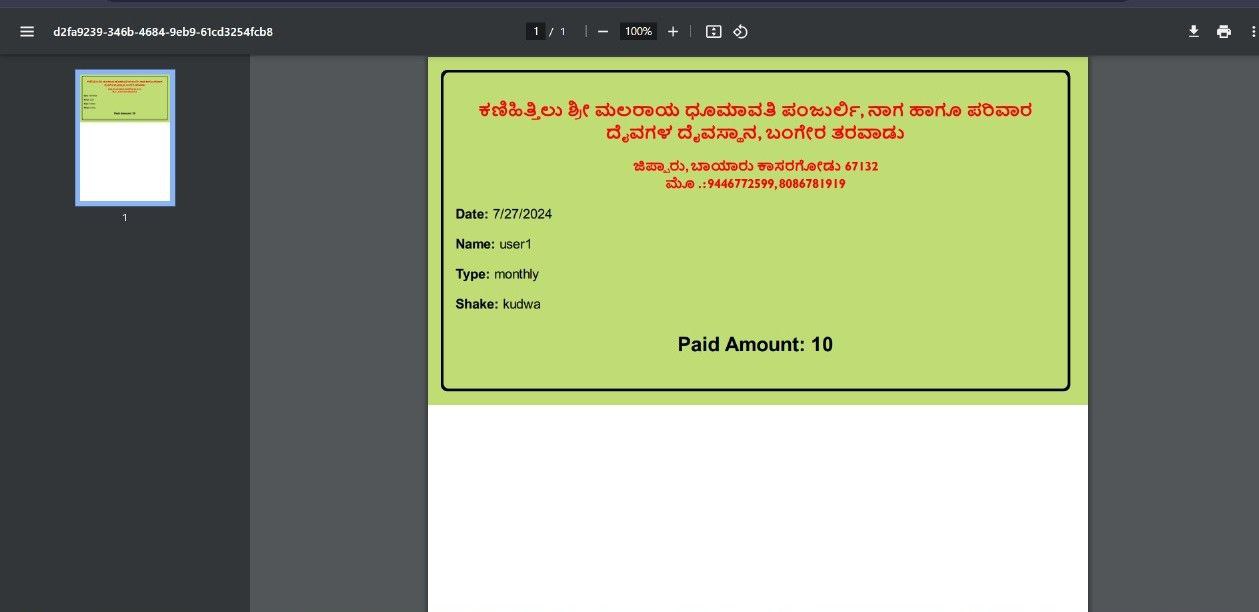 d2fa9239-346b-4684-9eb9-61cd3254fcb8
1 / 1
100%
ಕಣಿಹಿತ್ತಿಲು ಶ್ರೀ ಮಲರಾಯ ಧೂಮಾವತಿ ಪಂಜುರ್ಲಿ, ನಾಗ ಹಾಗೂ ಪರಿವಾರ
ದೈವಗಳ ದೈವಸ್ಥಾನ, ಬಂಗೇರ ತರವಾಡು
ಜಿಪ್ಪಾರು, ಬಾಯಾರು ಕಾಸರಗೋಡು 67132
ಮೊ .:9446772599,8086781919
Date: 7/27/2024
Name: user1
Type: monthly
Shake: kudwa
Paid Amount: 10
1